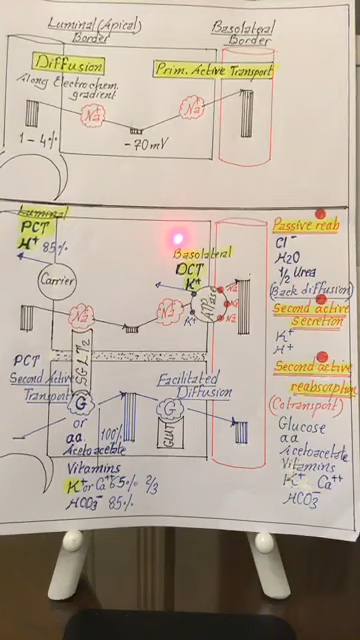 Luminal (Apical)
Border
Basolateral
Border
Diffusion
Along Electrochem.
gradient
Prim. Active Transport
Na
Na
1-4%
-70mV
Luminal
PCT
H+ 85%
Carrier
Basolateral
DCT
K+
K+
ATPase
Na
Na
Na
Na
Na
SGLT2
PCT
Second Active
Transport
G
or
a.a.
Acetoacetate
Vitamins
K+ or Ca++ 65% 2/3
HCO3- 85%
100%
Facilitated
Diffusion
G
GLUT
Passive reab
Cl-
H2O
1/2 Urea
(Back diffusion)
Second active
secretion
K+
H+
Second active
reabsorption
(Cotransport)
Glucose
a.a
Acetoacetate
Vitamins
K+ Ca++
HCO3-